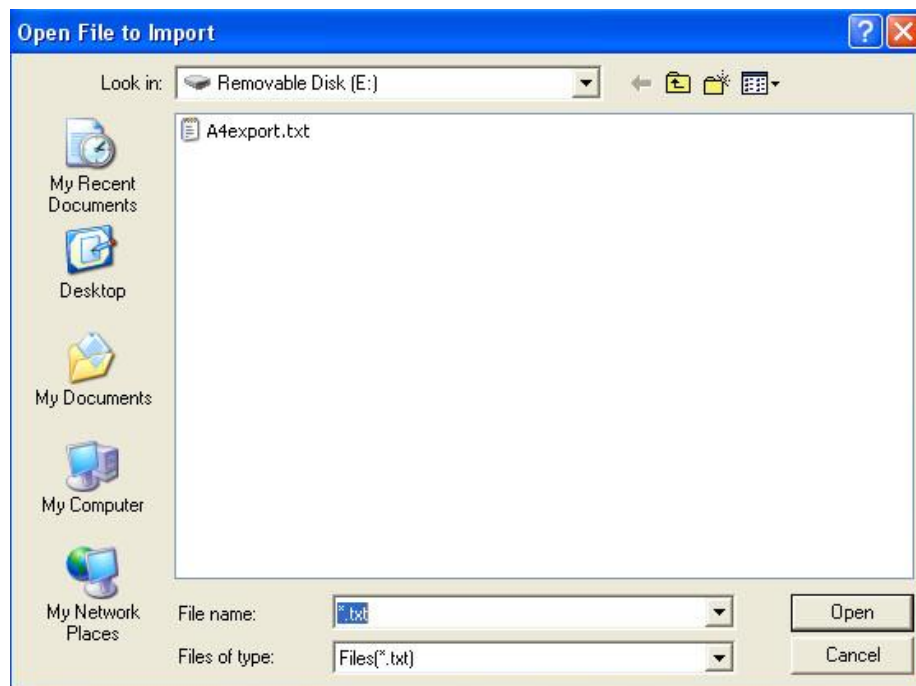 Open File to Import
?
Look in: Removable Disk (E:)
A4export.txt
My Recent
Documents
Desktop
My Documents
My Computer
My Network
Places
File name: *.txt Open
Files of type: Files(*.txt) Cancel